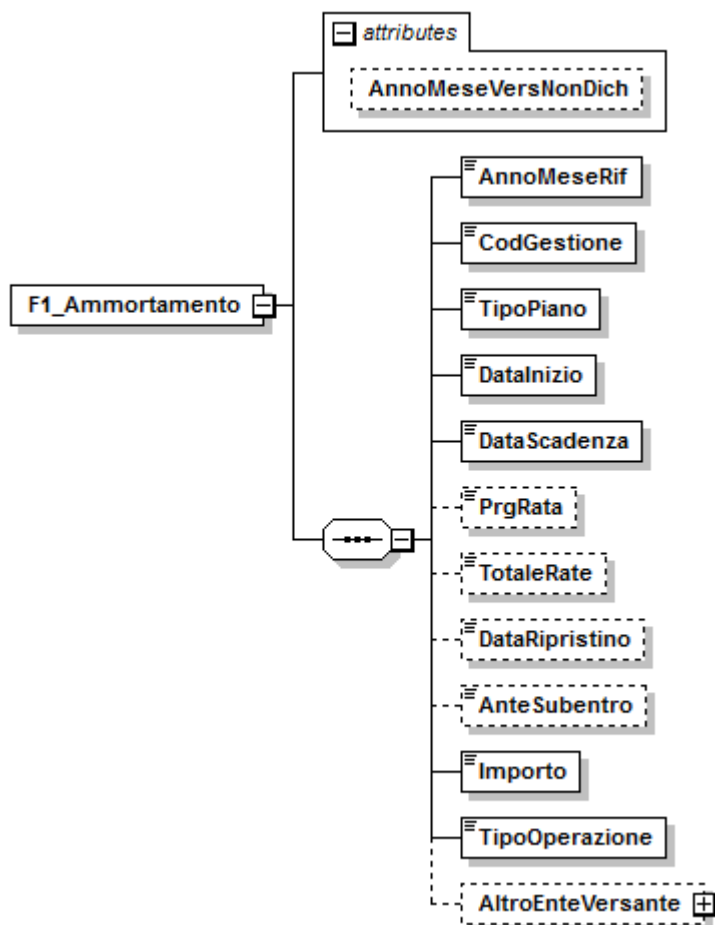 attributes
AnnoMeseVersNonDich
AnnoMeseRif
CodGestione
F1_Ammortamento
TipoPiano
DataInizio
DataScadenza
PrgRata
TotaleRate
DataRipristino
AnteSubentro
Importo
TipoOperazione
AltroEnteVersante